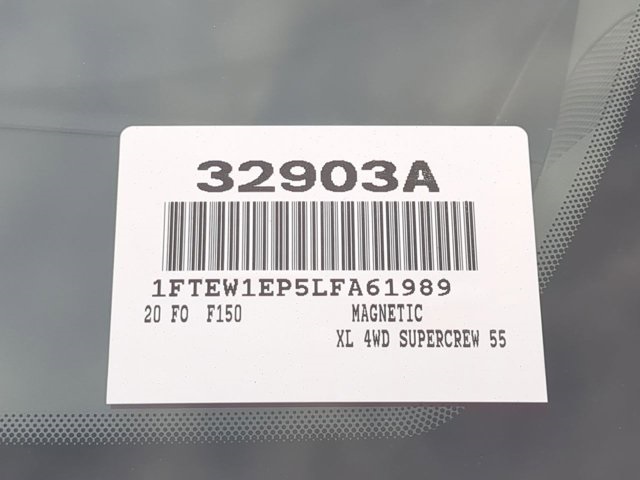 32903A
1FTEW1EP5LFA61989
20 FO F150 MAGNETIC
XL 4WD SUPERCREW 55